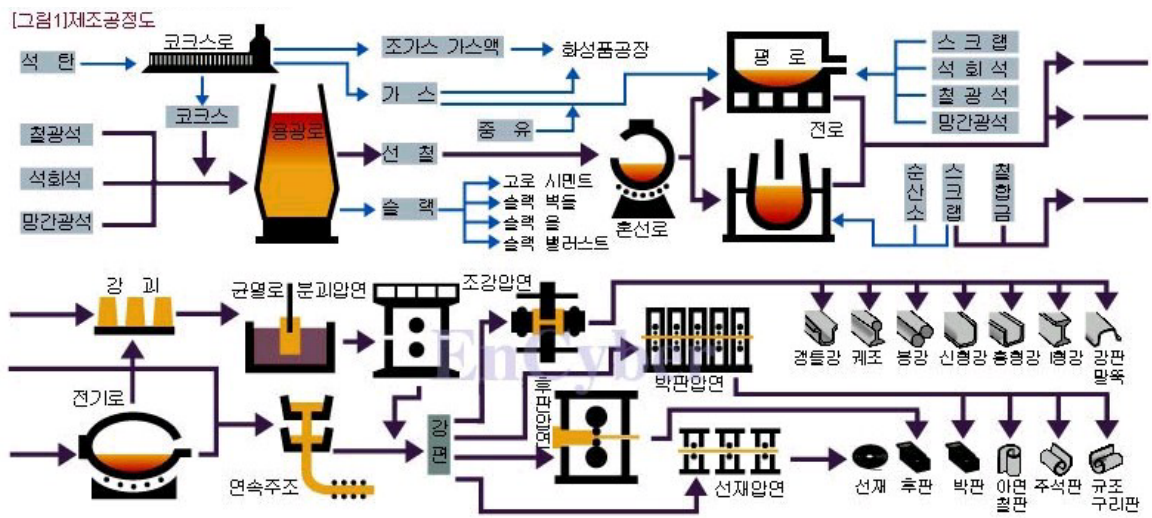 [그림1]제조공정도
석 탄
코크스로
조가스 가스액
화성품공장
평 로
스 크 랩
석 회 석
철 광 석
망간광석
가 스
코크스
중 유
용광로
철광석
석회석
망간광석
선 철
전로
혼선로
슬 랙
고로 시멘트
슬랙 벽돌
슬랙 울
슬랙 밸러스트
순산소
스크랩
철합금
강 괴
균열로
분괴압연
조강압연
박판압연
갱틀강
궤조
봉강
신형강
홈형강
I형강
강판
말뚝
EnCyber
전기로
연속주조
강편
후판압연
선재압연
선재
후판
박판
아연
철판
주석판
규조
구리판